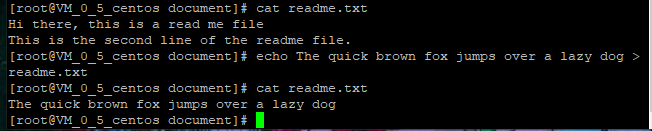 [root@VM_0_5_centos document]# cat readme.txt
Hi there, this is a read me file
This is the second line of the readme file.
[root@VM_0_5_centos document]# echo The quick brown fox jumps over a lazy dog >
readme.txt
[root@VM_0_5_centos document]# cat readme.txt
The quick brown fox jumps over a lazy dog
[root@VM_0_5_centos document]#